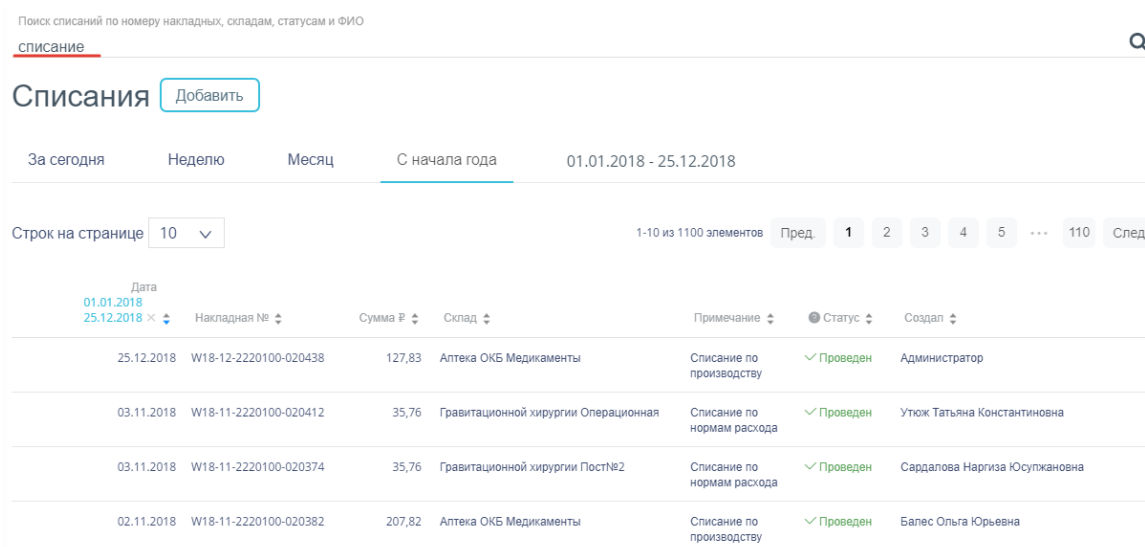 Поиск списаний по номеру накладных, складам, статусам и ФИО
списание
Списания Добавить
За сегодня Неделю Месяц С начала года 01.01.2018 - 25.12.2018
Строк на странице 10 1-10 из 1100 элементов Пред. 1 2 3 4 5 ••• 110 След
Дата
01.01.2018
25.12.2018 × Накладная № Сумма ₽ Склад Примечание Статус Создал
25.12.2018 W18-12-2220100-020438 127,83 Аптека ОКБ Медикаменты Списание по Проведен Администратор
производству
03.11.2018 W18-11-2220100-020412 35,76 Гравитационной хирургии Операционная Списание по Проведен Утюж Татьяна Константиновна
нормам расхода
03.11.2018 W18-11-2220100-020374 35,76 Гравитационной хирургии Пост№2 Списание по Проведен Сардалова Наргиза Юсупжановна
нормам расхода
02.11.2018 W18-11-2220100-020382 207,82 Аптека ОКБ Медикаменты Списание по Проведен Балес Ольга Юрьевна
производству